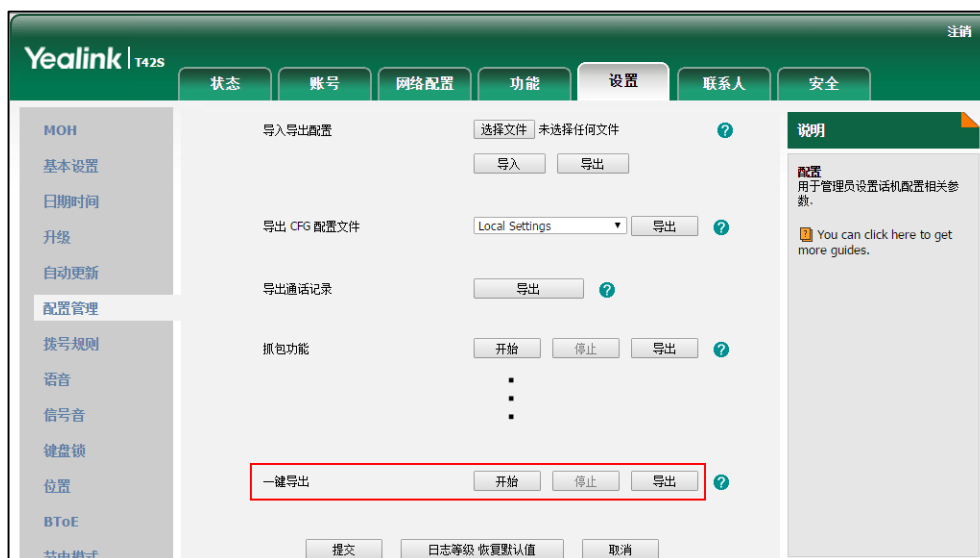 注销
Yealink | T42S
状态 账号 网络配置 功能 设置 联系人 安全
MOH
基本设置
日期时间
升级
自动更新
配置管理
拨号规则
语音
信号音
键盘锁
位置
BToE
节电模式
导入导出配置 选择文件 未选择任何文件
导入 导出
导出 CFG 配置文件 Local Settings 导出
导出通话记录 导出
抓包功能 开始 停止 导出
一键导出 开始 停止 导出
提交 日志等级 恢复默认值 取消
说明
配置
用于管理员设置话机配置相关参
数.
You can click here to get
more guides.